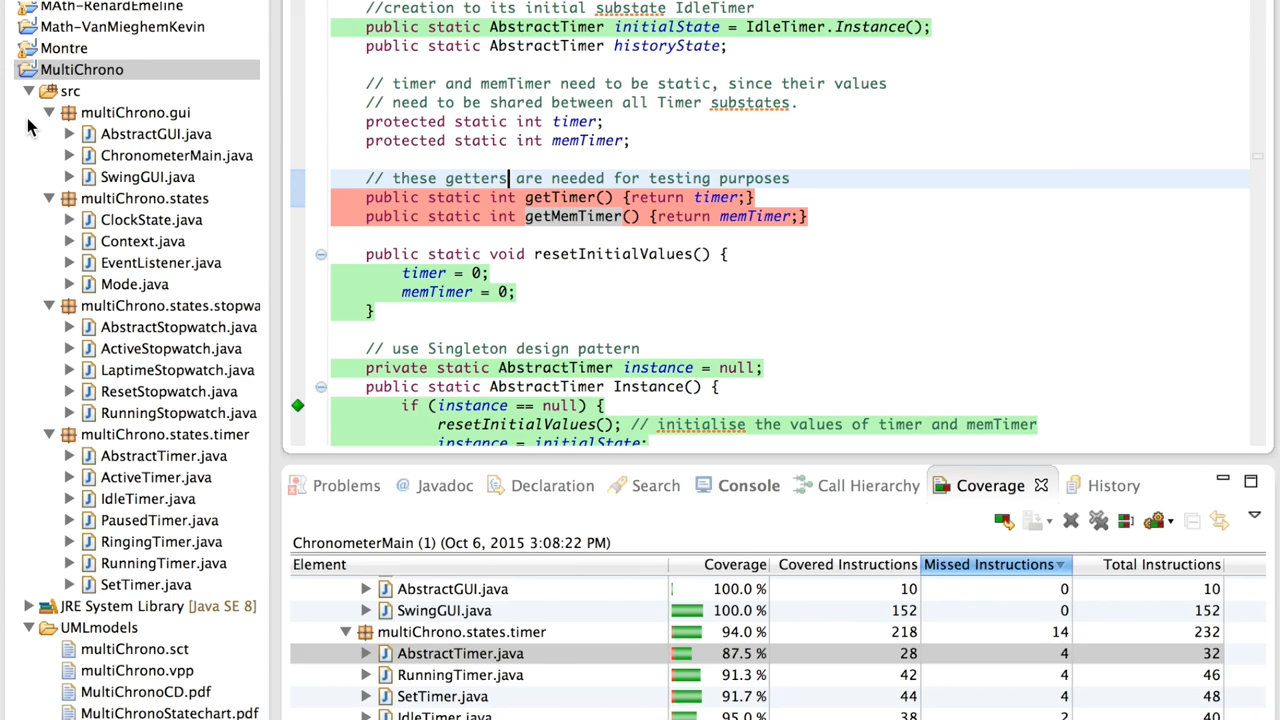 MAth-RenardEmeline
Math-VanMieghemKevin
Montre
MultiChrono
src
multiChrono.gui
AbstractGUI.java
ChronometerMain.java
SwingGUI.java
multiChrono.states
ClockState.java
Context.java
EventListener.java
Mode.java
multiChrono.states.stopwa
AbstractStopwatch.java
ActiveStopwatch.java
LaptimeStopwatch.java
ResetStopwatch.java
RunningStopwatch.java
multiChrono.states.timer
AbstractTimer.java
ActiveTimer.java
IdleTimer.java
PausedTimer.java
RingingTimer.java
RunningTimer.java
SetTimer.java
JRE System Library [Java SE 8]
UMLmodels
multiChrono.sct
multiChrono.vpp
MultiChronoCD.pdf
MultiChronoStatechart.pdf
//creation to its initial substate IdleTimer
public static AbstractTimer initialState = IdleTimer.Instance();
public static AbstractTimer historyState;
// timer and memTimer need to be static, since their values
// need to be shared between all Timer substates.
protected static int timer;
protected static int memTimer;
// these getters are needed for testing purposes
public static int getTimer() {return timer;}
public static int getMemTimer() {return memTimer;}
public static void resetInitialValues() {
timer = 0;
memTimer = 0;
}
// use Singleton design pattern
private static AbstractTimer instance = null;
public static AbstractTimer Instance() {
if (instance == null) {
resetInitialValues(); // initialise the values of timer and memTimer
instance = initialState;
Problems @ Javadoc Declaration Search Console Call Hierarchy Coverage History
ChronometerMain (1) (Oct 6, 2015 3:08:22 PM)
Element Coverage Covered Instructions Missed Instructions Total Instructions
AbstractGUI.java 100.0 % 10 0 10
SwingGUI.java 100.0 % 152 0 152
multiChrono.states.timer 94.0 % 218 14 232
AbstractTimer.java 87.5 % 28 4 32
RunningTimer.java 91.3 % 42 4 46
SetTimer.java 91.7 % 44 4 48
IdleTimer.java 95.0 % 38 2 40